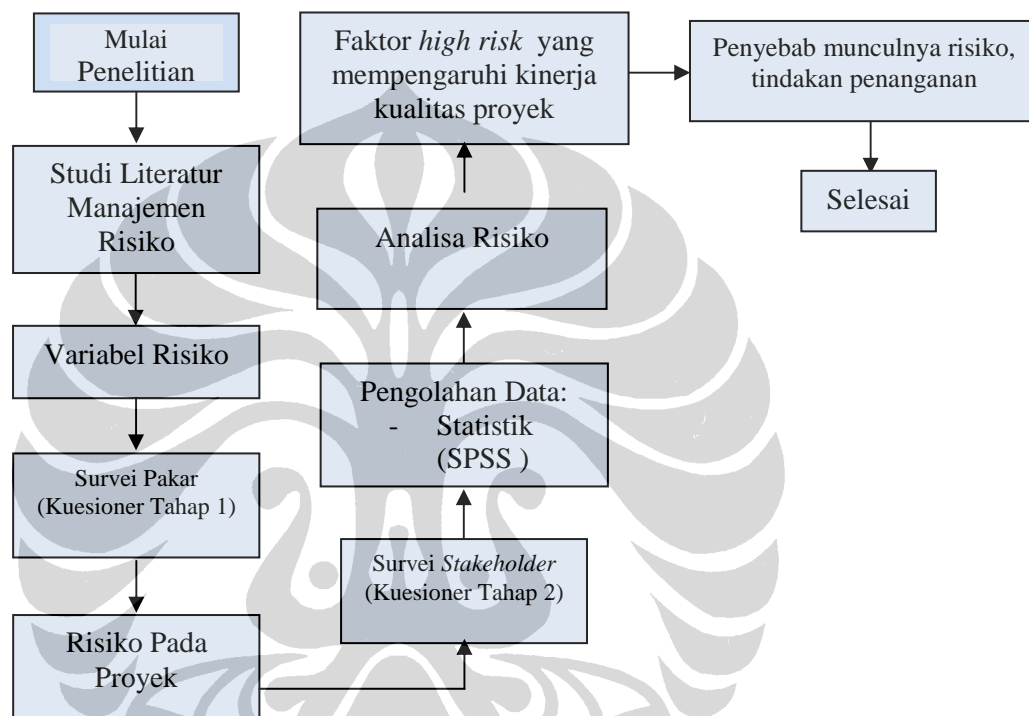 Mulai
Penelitian
Studi Literatur
Manajemen
Risiko
Variabel Risiko
Survei Pakar
(Kuesioner Tahap 1)
Risiko Pada
Proyek
Survei Stakeholder
(Kuesioner Tahap 2)
Pengolahan Data:
- Statistik
(SPSS )
Analisa Risiko
Faktor high risk yang
mempengaruhi kinerja
kualitas proyek
Penyebab munculnya risiko,
tindakan penanganan
Selesai